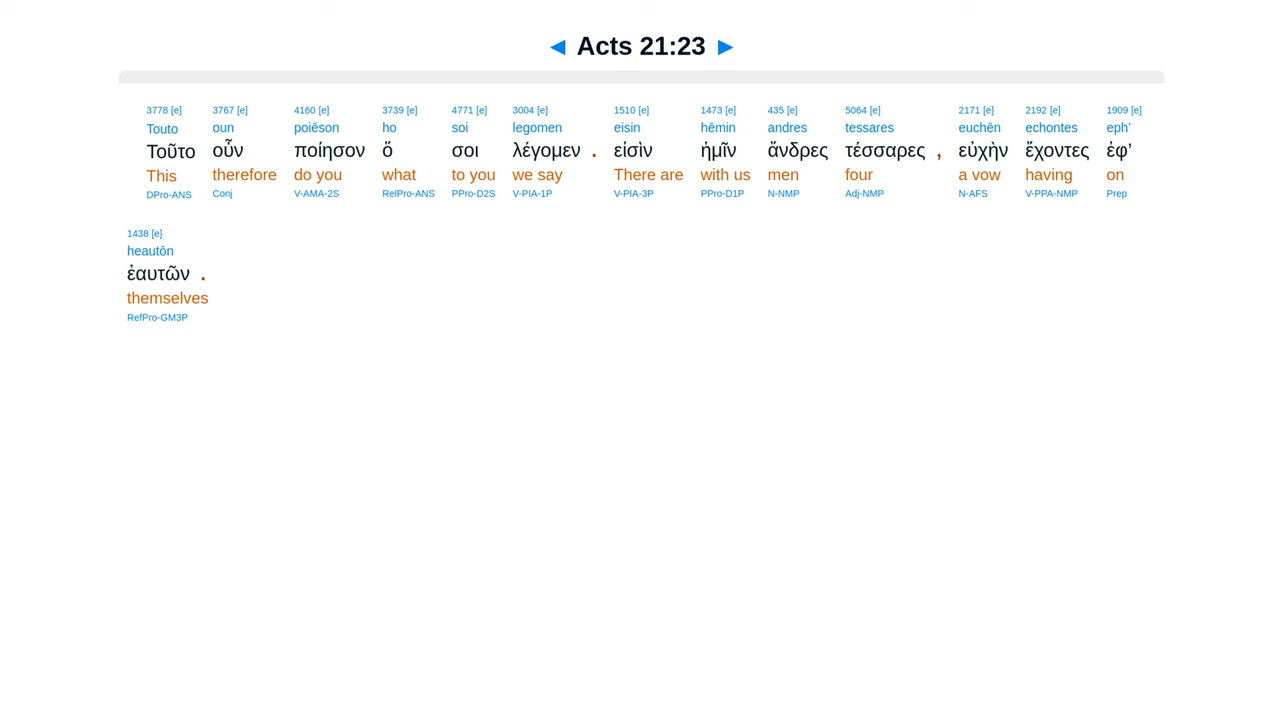 ◄ Acts 21:23 ►
3778 [e] 3767 [e] 4160 [e] 3739 [e] 4771 [e] 3004 [e] 1510 [e] 1473 [e] 435 [e] 5064 [e] 2171 [e] 2192 [e] 1909 [e]
Touto oun poiēson ho soi legomen eisin hēmin andres tessares euchēn echontes eph’
Τοῦτο οὖν ποίησον ὅ σοι λέγομεν . εἰσὶν ἡμῖν ἄνδρες τέσσαρες , εὐχὴν ἔχοντες ἐφ’
This therefore do you what to you we say There are with us men four a vow having on
DPro-ANS Conj V-AMA-2S RelPro-ANS PPro-D2S V-PIA-1P V-PIA-3P PPro-D1P N-NMP Adj-NMP N-AFS V-PPA-NMP Prep
1438 [e]
heautōn
ἑαυτῶν .
themselves
RefPro-GM3P